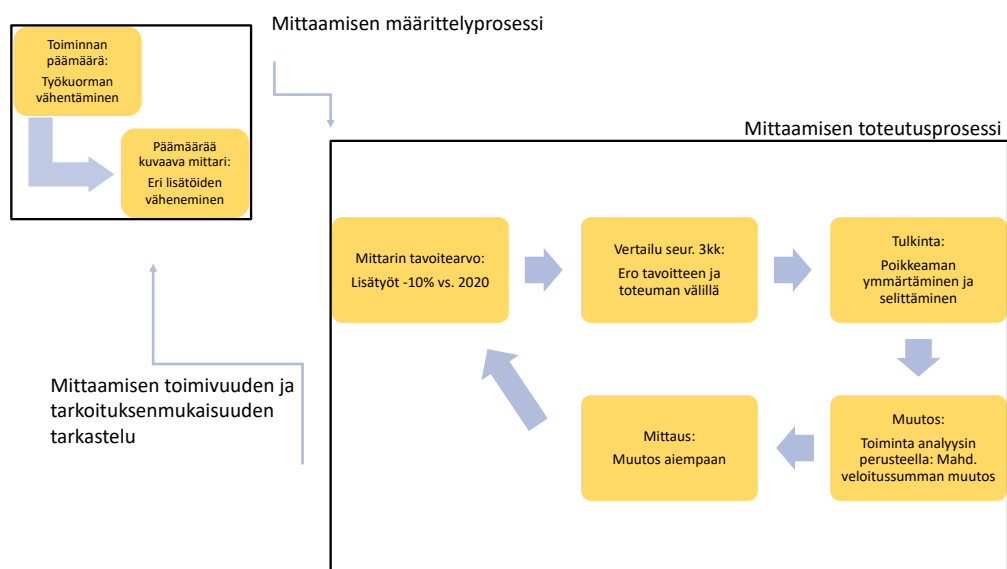 Mittaamisen määrittelyprosessi
Toiminnan
päämäärä:
Työkuorman
vähentäminen
Päämäärää
kuvaava mittari:
Eri lisätöiden
väheneminen
Mittaamisen toteutusprosessi
Mittarin tavoitearvo:
Lisätyöt -10% vs. 2020
Vertailu seur. 3kk:
Ero tavoitteen ja
toteuman välillä
Tulkinta:
Poikkeaman
ymmärtäminen ja
selittäminen
Muutos:
Toiminta analyysin
perusteella: Mahd.
veloitussumman muutos
Mittaus:
Muutos aiempaan
Mittaamisen toimivuuden ja
tarkoituksenmukaisuuden
tarkastelu